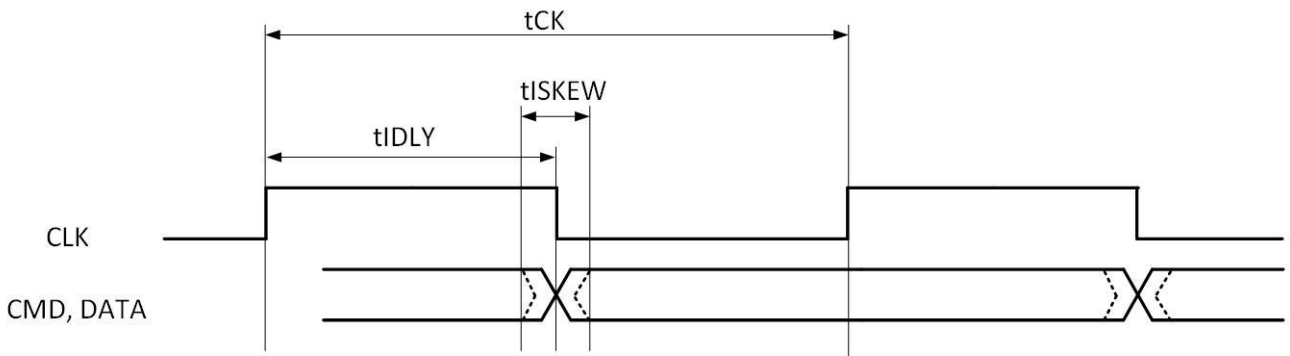 tCK
tISKEW
tIDLY
CLK
CMD, DATA